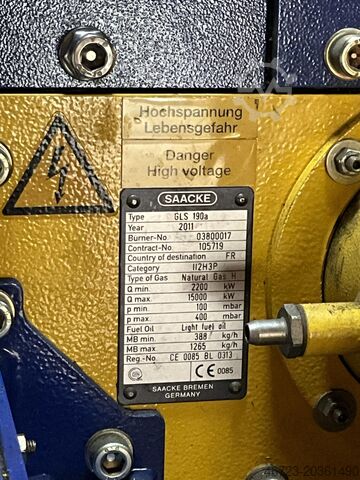 Hochspannung
Lebensgefahr
Danger
High voltage
SAACKE
Type GLS 190a
Year 2011
Burner-No 03800017
Contract-No. 105719
Country of destination FR
Category II2H3P
Type of Gas Natural Gas H
Q min. 2200 kW
Q max. 15000 kW
p min. 100 mbar
p max. 400 mbar
Fuel Oil Light fuel oil
MB min. 388 kg/h
MB max. 1265 kg/h
Reg.-No. CE 0085 BL 0313
CE 0085
SAACKE BREMEN
GERMANY
46723-20361490